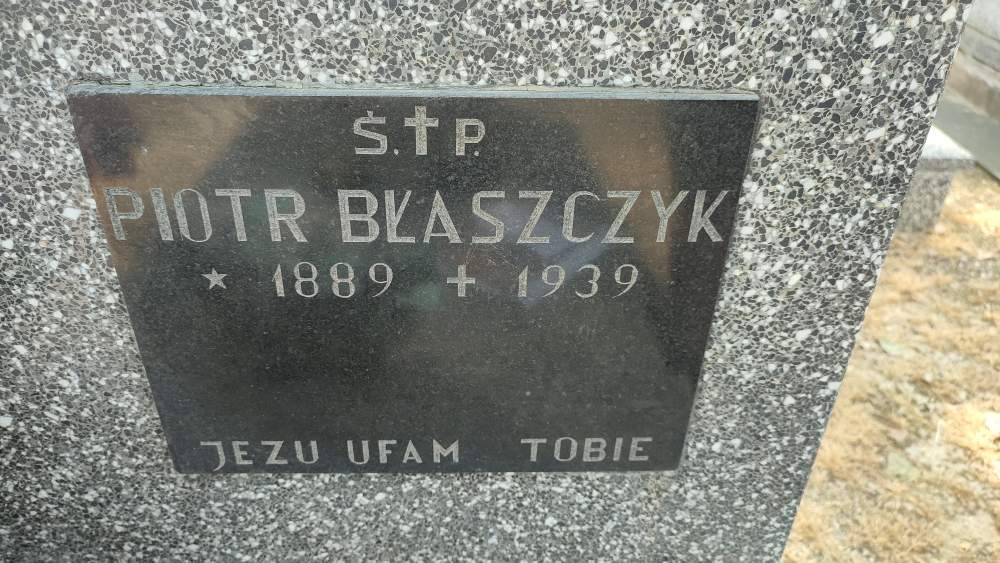 Ś.✝P.
PIOTR BŁASZCZYK
* 1889 + 1939
JEZU UFAM TOBIE